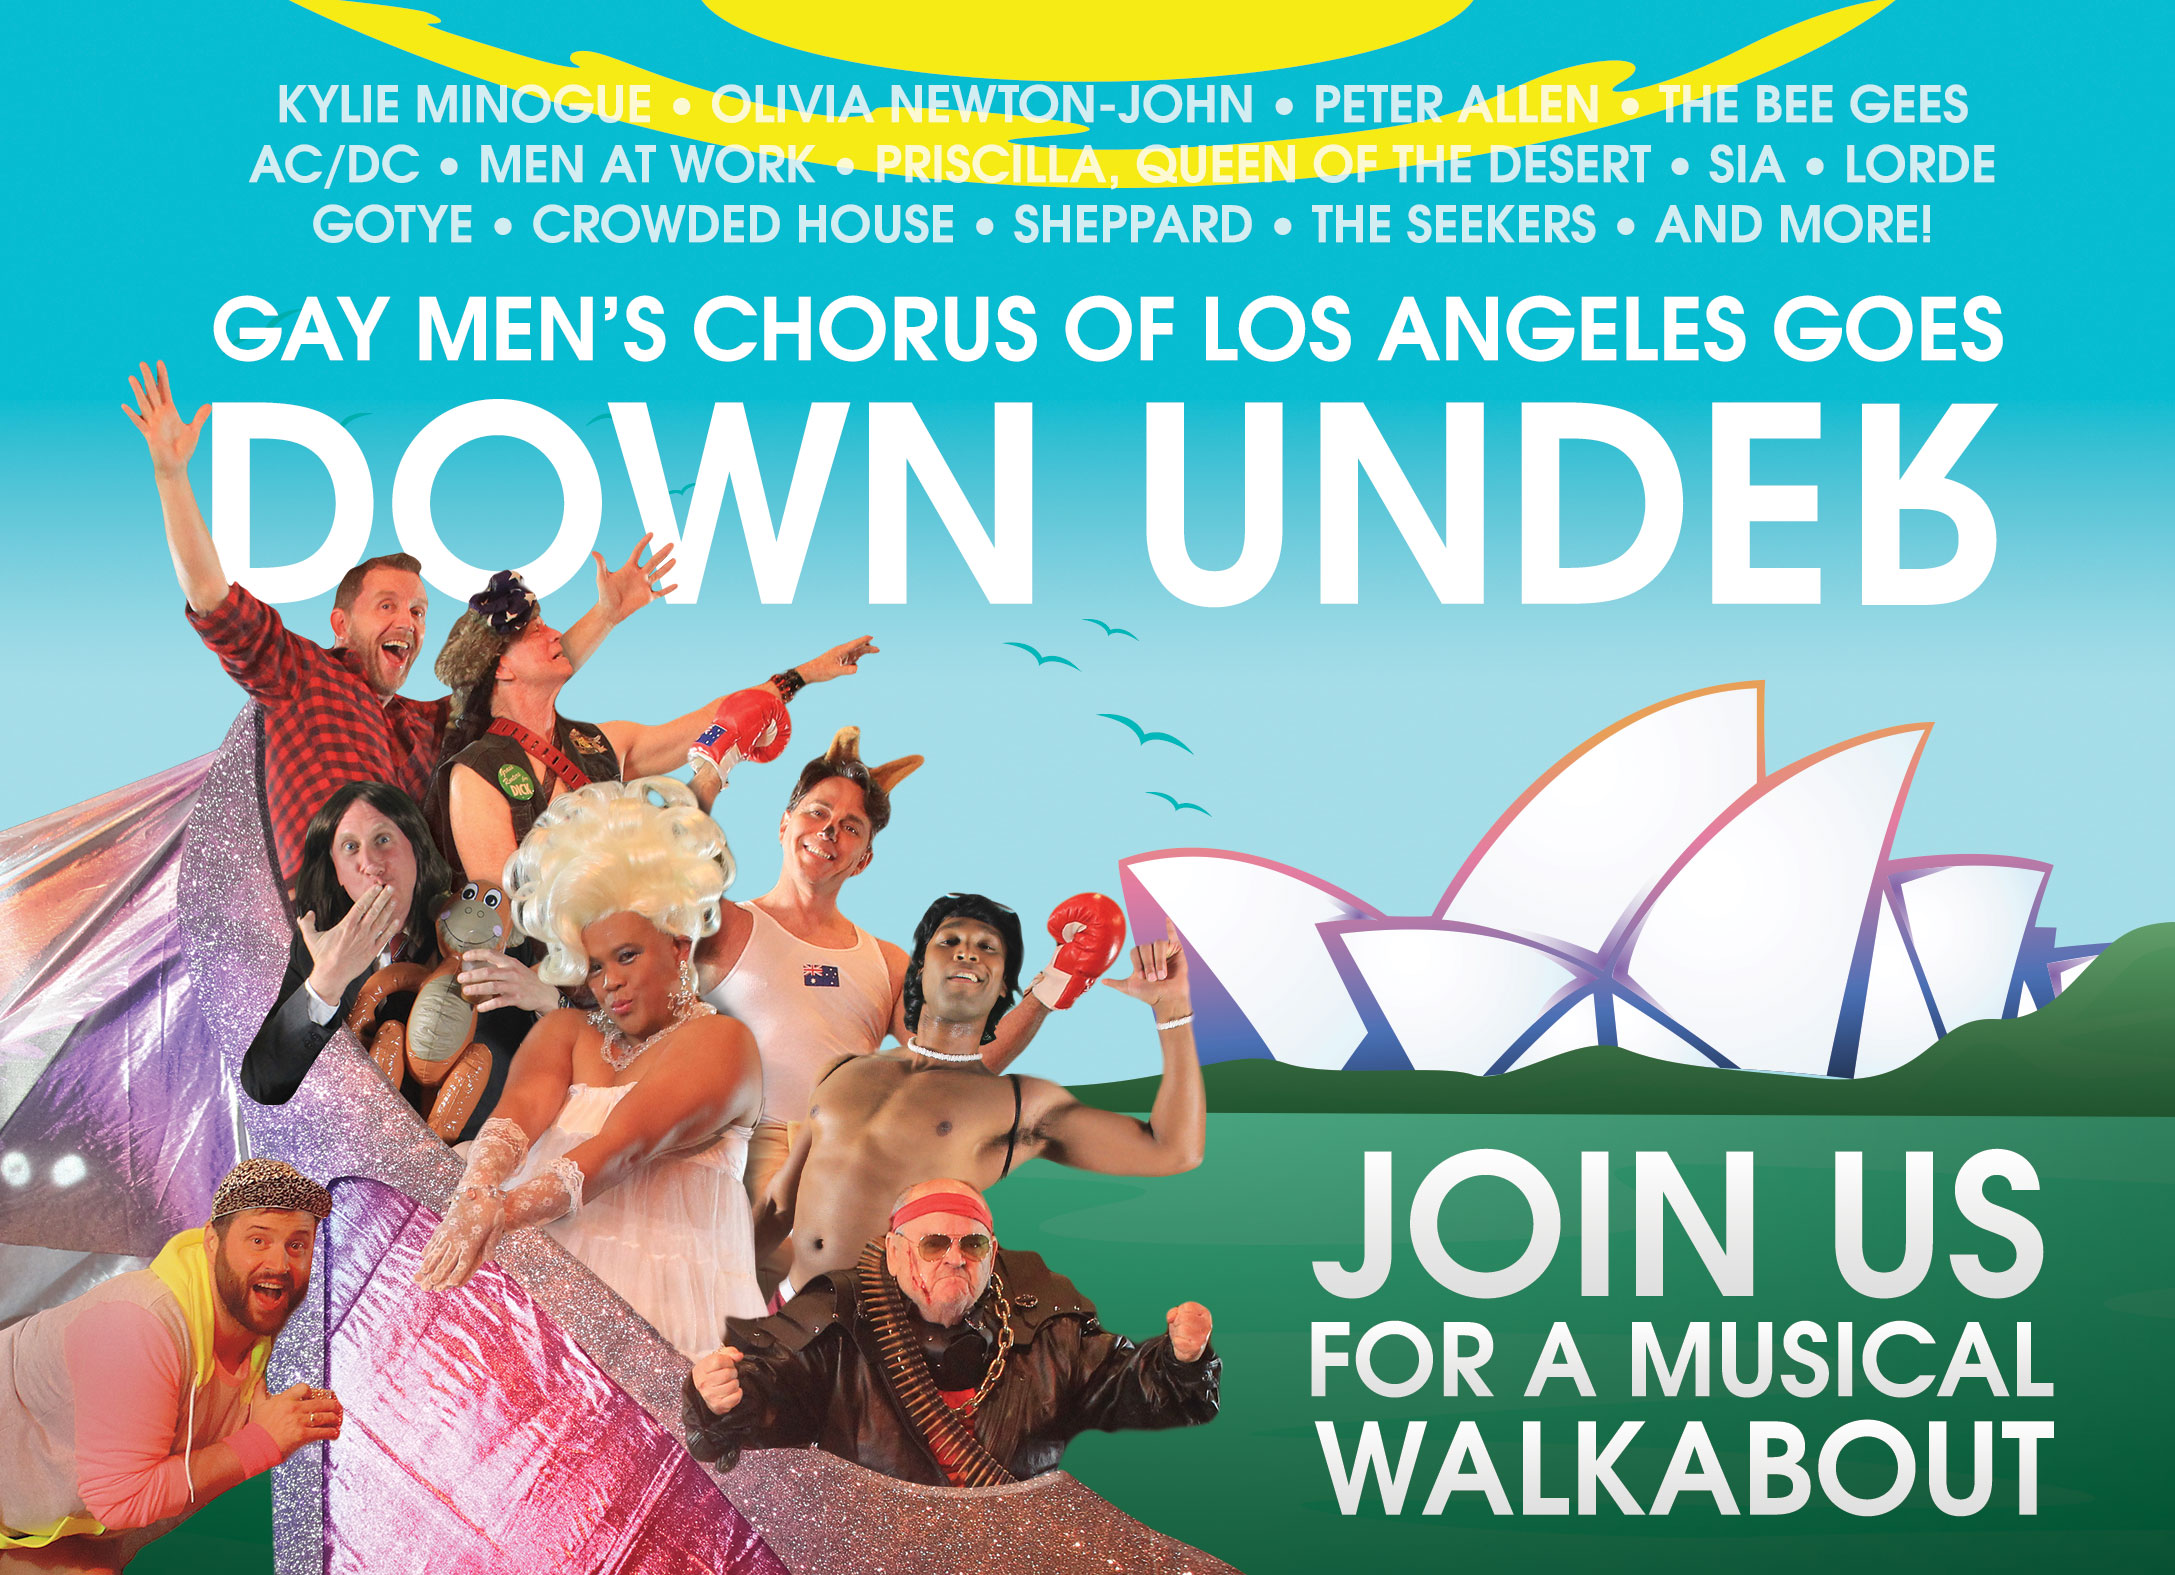 KYLIE MINOGUE • OLIVIA NEWTON-JOHN • PETER ALLEN • THE BEE GEES
AC/DC • MEN AT WORK • PRISCILLA, QUEEN OF THE DESERT • SIA • LORDE
GOTYE • CROWDED HOUSE • SHEPPARD • THE SEEKERS • AND MORE!
GAY MEN’S CHORUS OF LOS ANGELES GOES
DOWN UNDER
DICK
JOIN US
FOR A MUSICAL
WALKABOUT